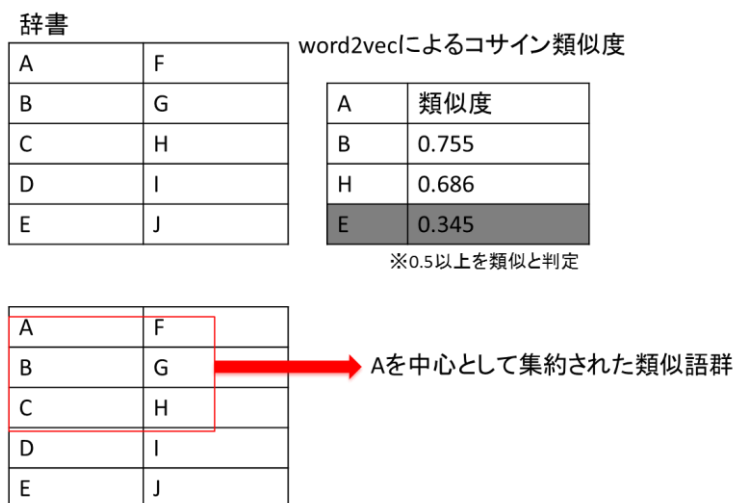 辞書
word2vecによるコサイン類似度
A F
B G
C H
D I
E J
A 類似度
B 0.755
H 0.686
E 0.345
※0.5以上を類似と判定
A F
B G
C H
D I
E J
Aを中心として集約された類似語群